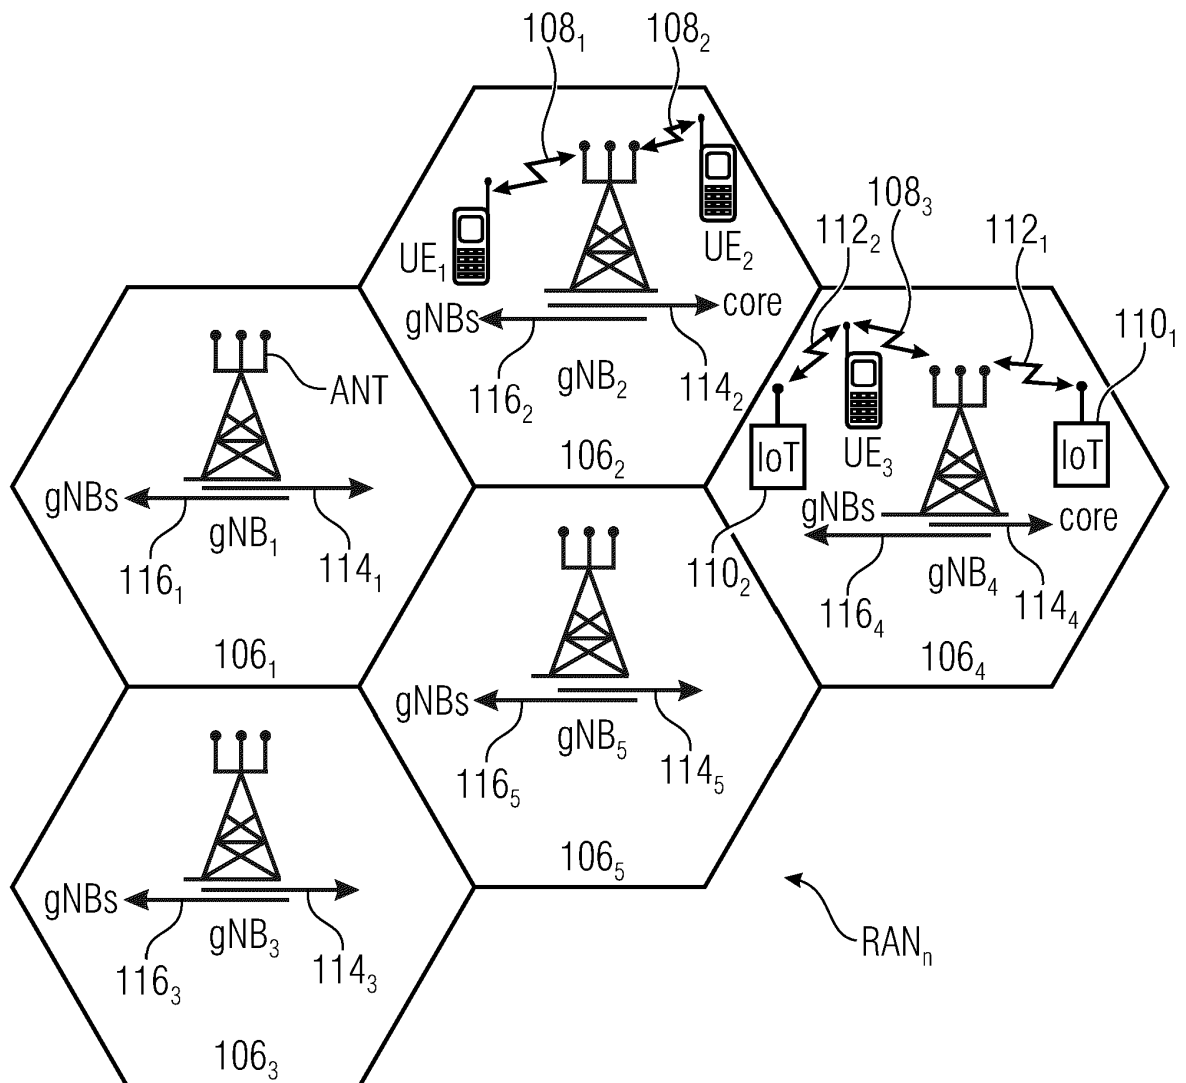 108₁
108₂
UE₁
UE₂
gNBs
core
116₂
gNB₂
114₂
106₂
112₂
108₃
112₁
110₁
IoT
UE₃
IoT
gNBs
core
110₂
116₄
gNB₄
114₄
106₄
ANT
gNBs
116₁
gNB₁
114₁
106₁
gNBs
116₅
gNB₅
114₅
106₅
gNBs
116₃
gNB₃
114₃
106₃
RANₙ